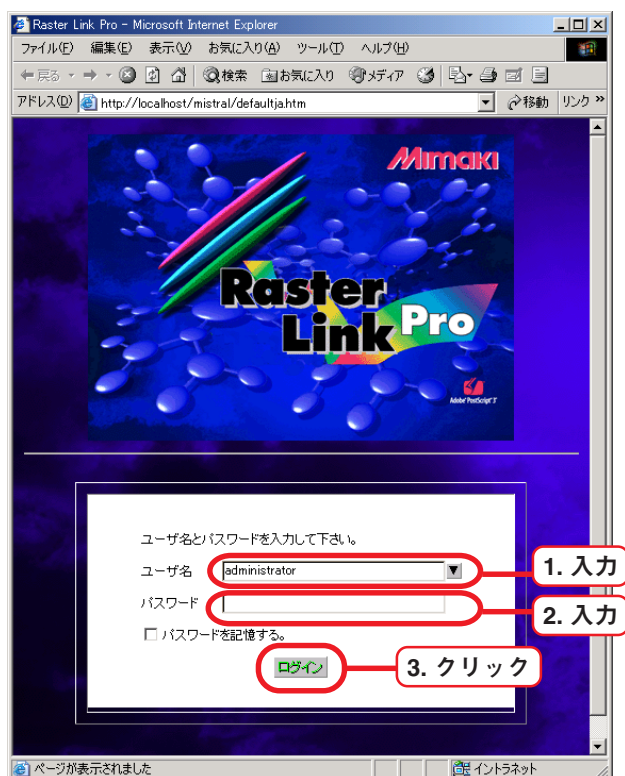 Raster Link Pro - Microsoft Internet Explorer
ファイル(F) 編集(E) 表示(V) お気に入り(A) ツール(T) ヘルプ(H)
戻る 検索 お気に入り メディア
アドレス(D) http://localhost/mistral/defaultja.htm 移動 リンク »
Mimaki
Raster
Link Pro
Adobe PostScript 3
ユーザ名とパスワードを入力して下さい。
ユーザ名 administrator
1. 入力
パスワード
2. 入力
パスワードを記憶する。
ログイン
3. クリック
ページが表示されました イントラネット